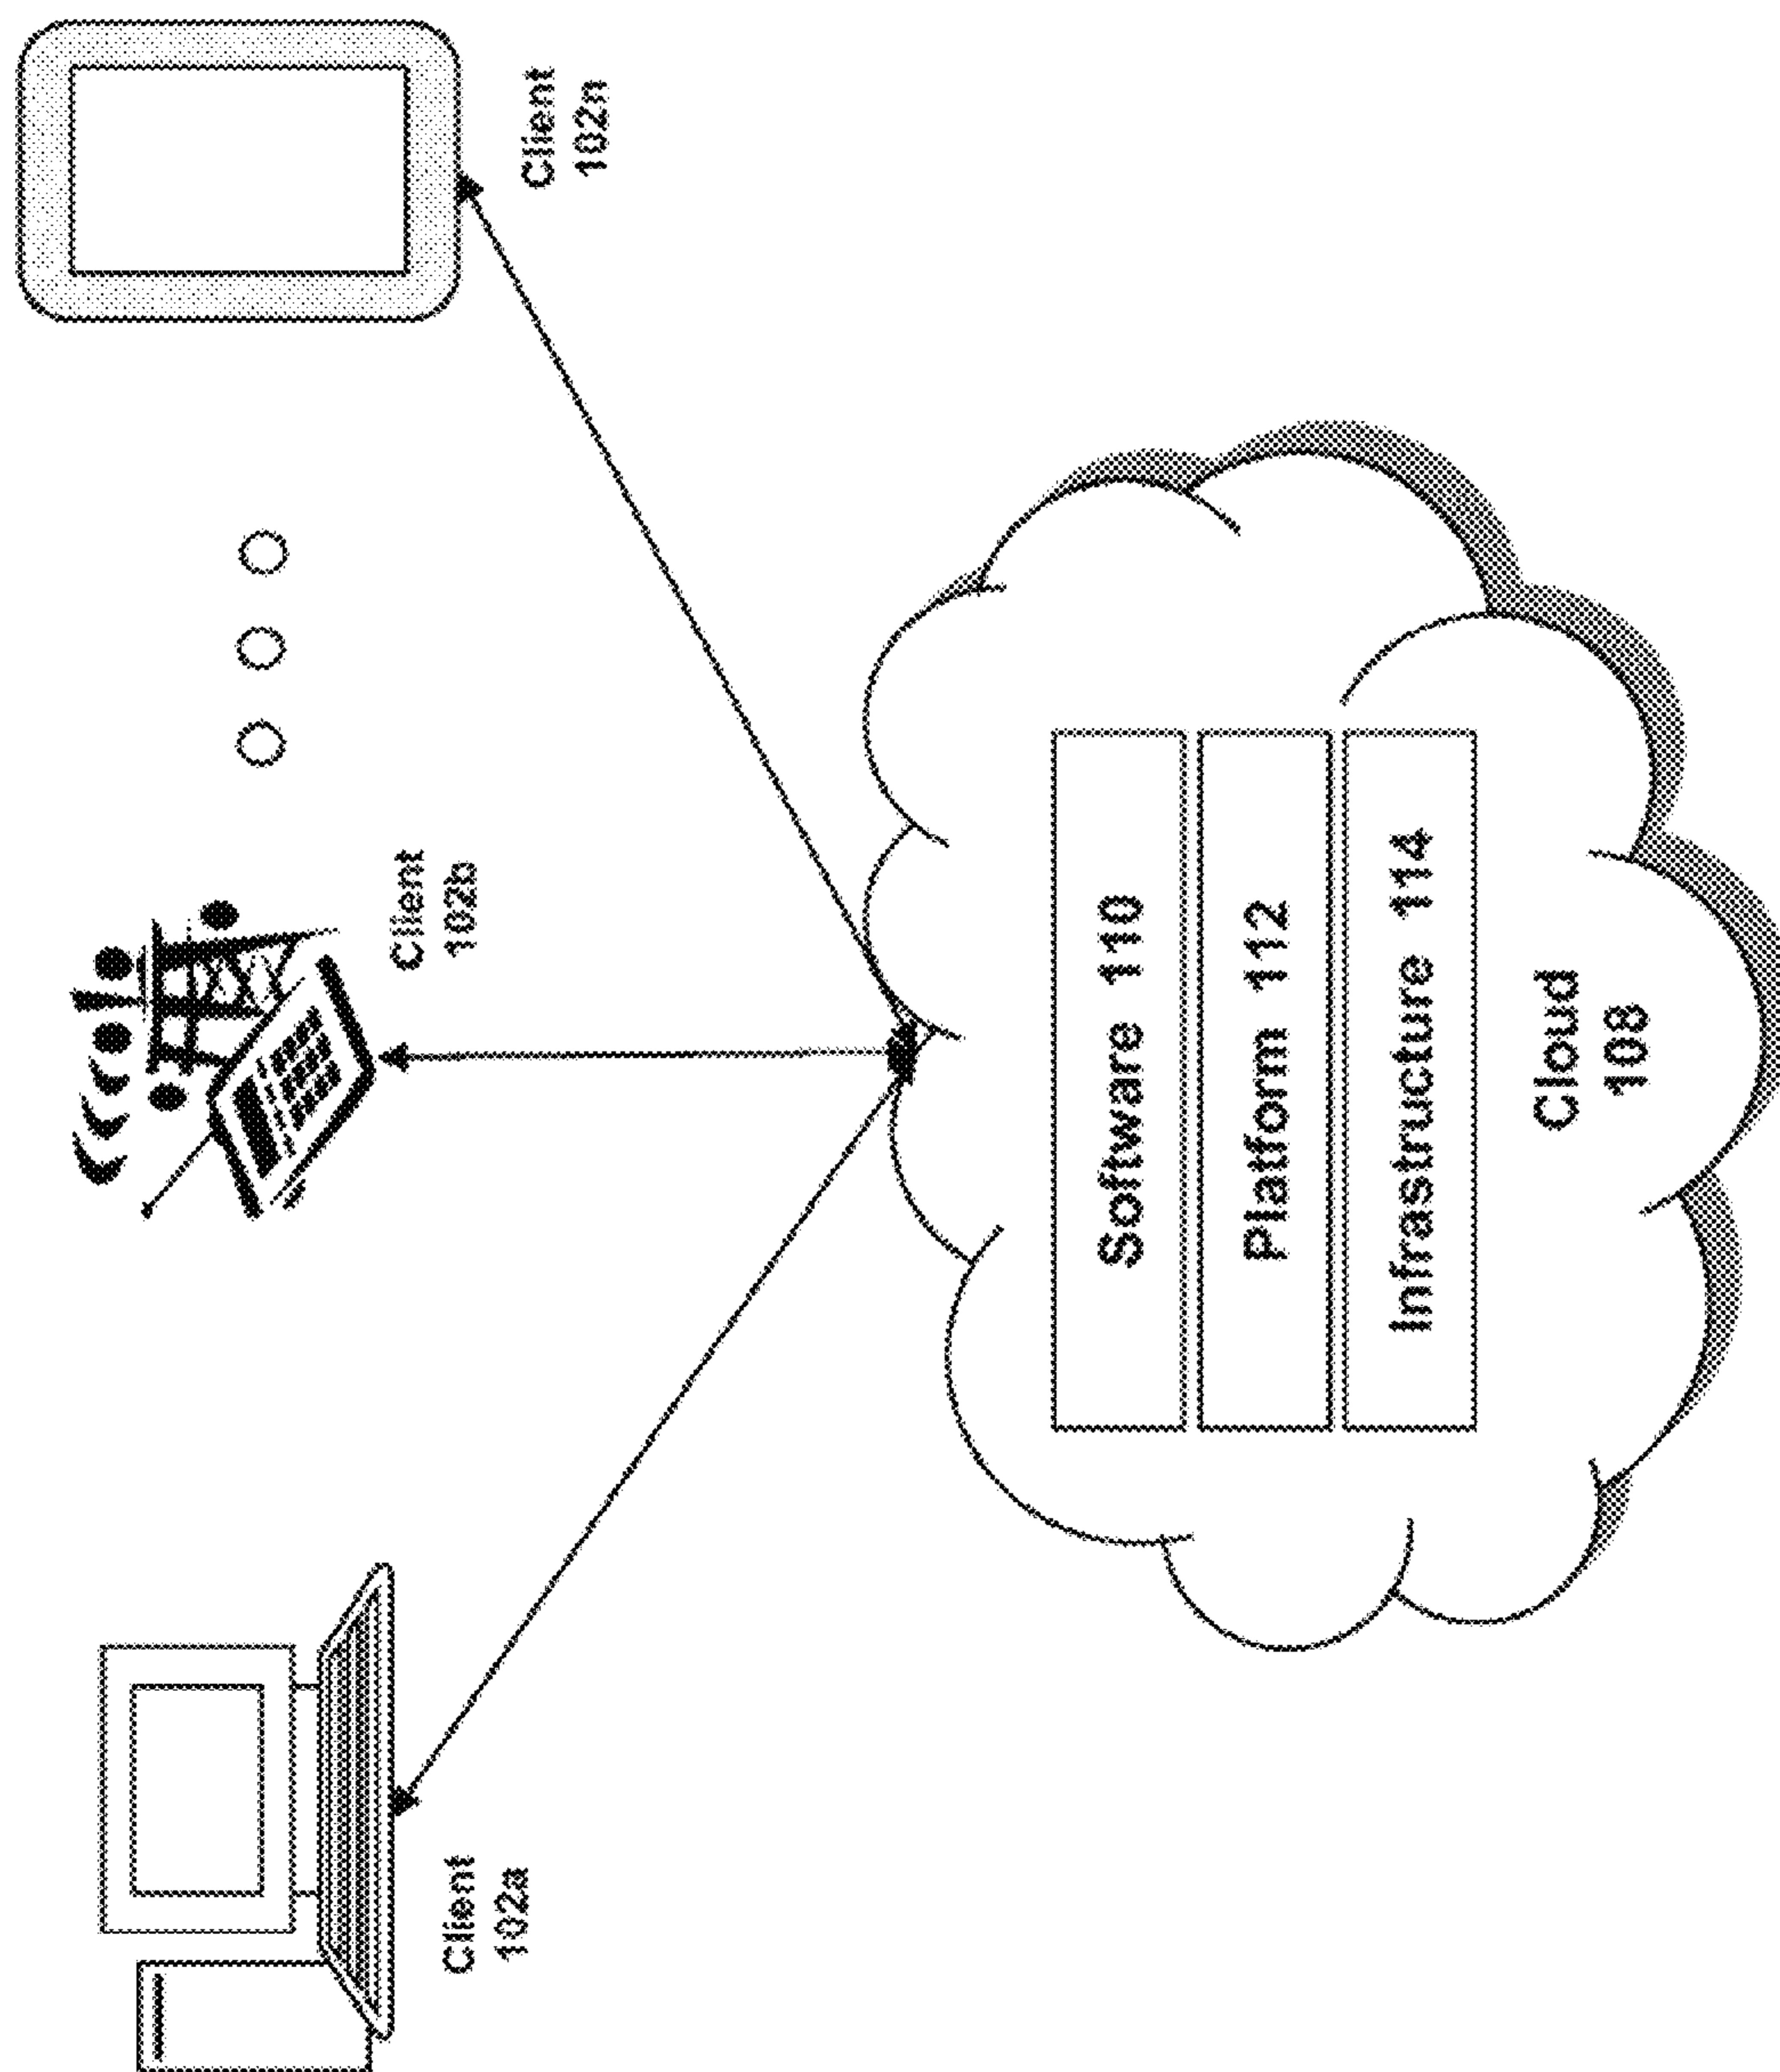 Client
102a
Client
102b
Client
102n
Software 110
Platform 112
Infrastructure 114
Cloud
108